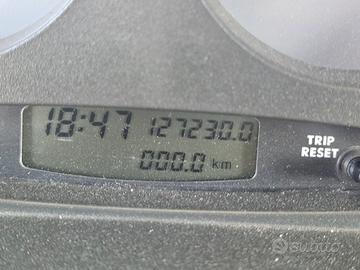 18:47 127230.0
000.0 km
TRIP
RESET
subito